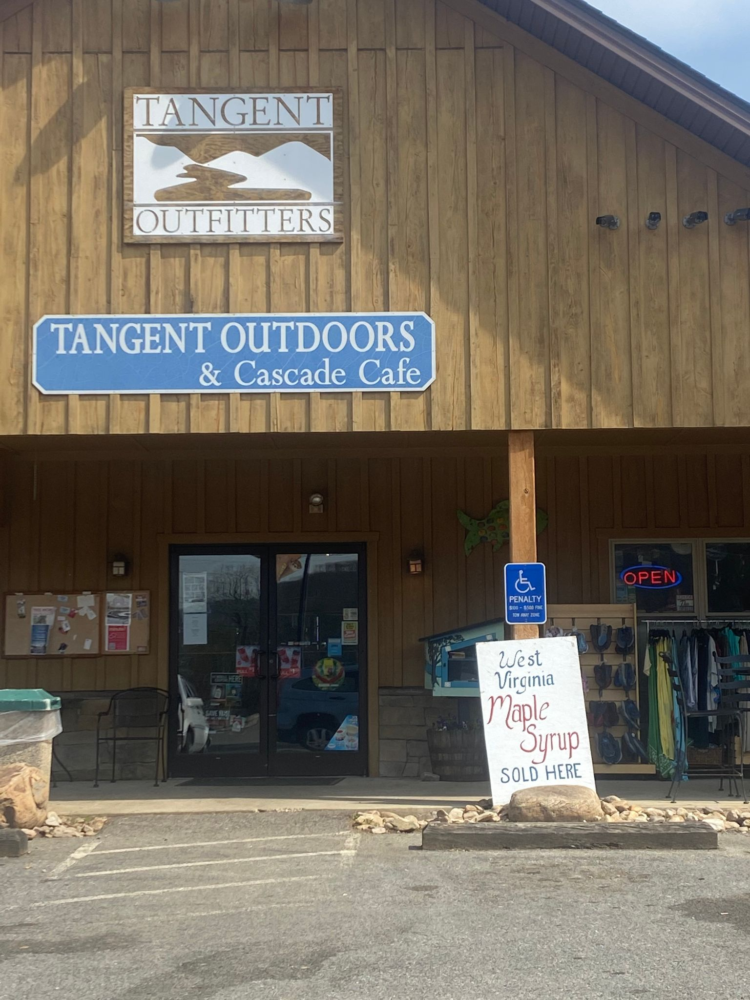 TANGENT
OUTFITTERS
TANGENT OUTDOORS
& Cascade Cafe
OPEN
PENALTY
$100 - $500 FINE
TOW AWAY ZONE
HERE
West
Virginia
Maple
Syrup
SOLD HERE